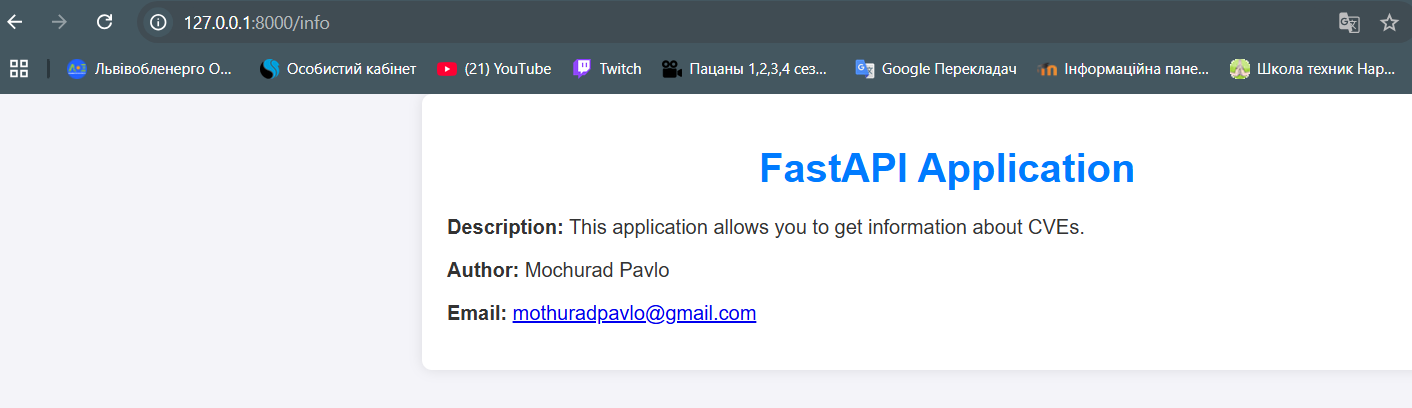 127.0.0.1:8000/info
Львівобленерго О... Особистий кабінет (21) YouTube Twitch Пацаны 1,2,3,4 сез... Google Перекладач Інформаційна пане... Школа техник Нар...
FastAPI Application
Description: This application allows you to get information about CVEs.
Author: Mochurad Pavlo
Email: mothuradpavlo@gmail.com